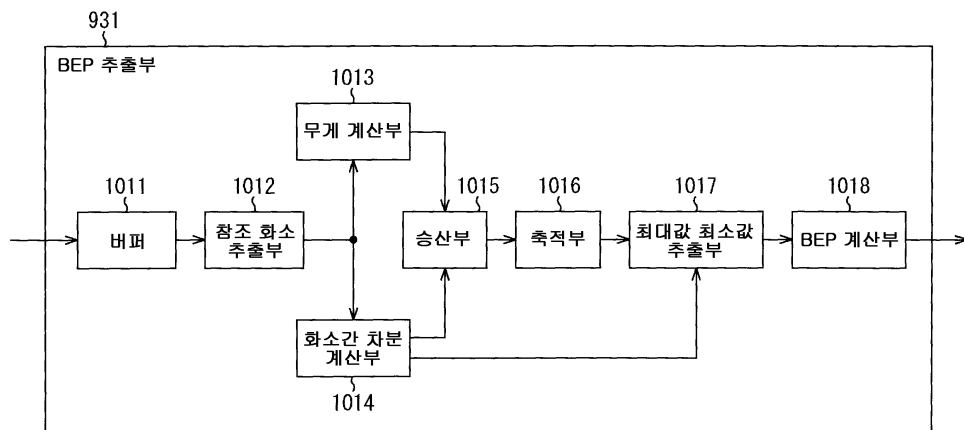 931
BEP 추출부
1013
무게 계산부
1011
버퍼
1012
참조 화소
추출부
1015
승산부
1016
축적부
1017
최대값 최소값
추출부
1018
BEP 계산부
화소간 차분
계산부
1014